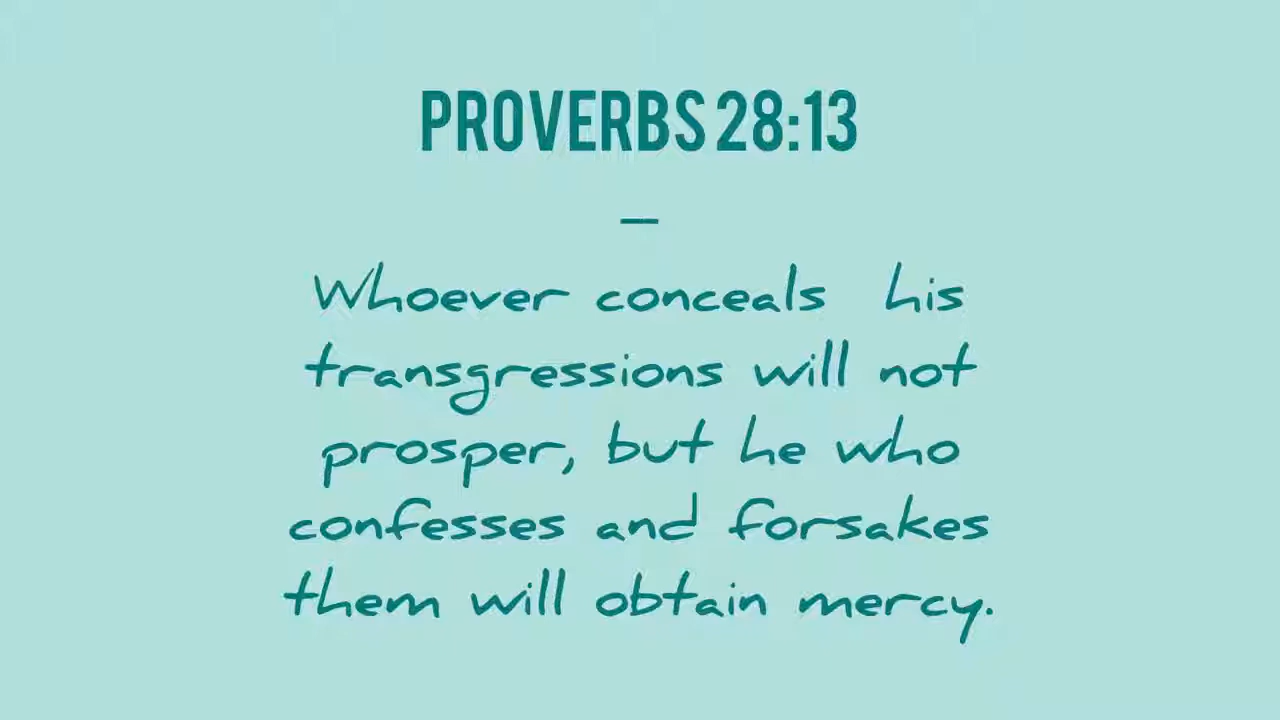 PROVERBS 28:13
–
Whoever conceals his
transgressions will not
prosper, but he who
confesses and forsakes
them will obtain mercy.